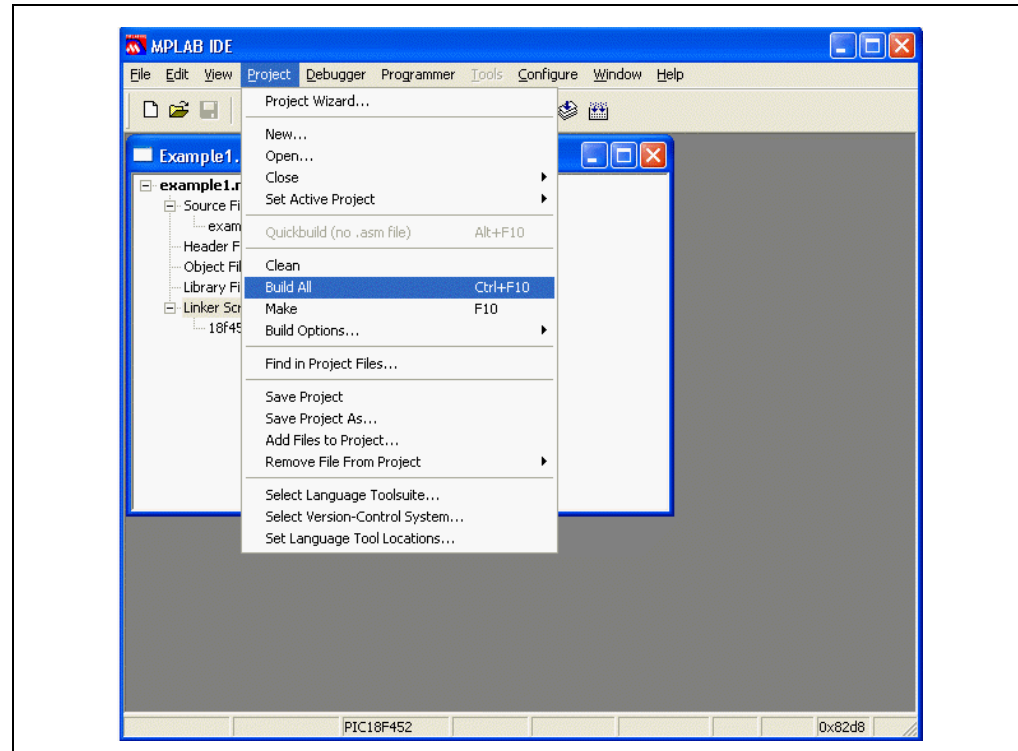 MPLAB IDE
File Edit View Project Debugger Programmer Tools Configure Window Help
Project Wizard...
New...
Open...
Close
Set Active Project
Quickbuild (no .asm file) Alt+F10
Clean
Build All Ctrl+F10
Make F10
Build Options...
Find in Project Files...
Save Project
Save Project As...
Add Files to Project...
Remove File From Project
Select Language Toolsuite...
Select Version-Control System...
Set Language Tool Locations...
Example1.
example1.
Source Fi
exam
Header F
Object Fil
Library Fi
Linker Scr
18f45
PIC18F452 0x82d8